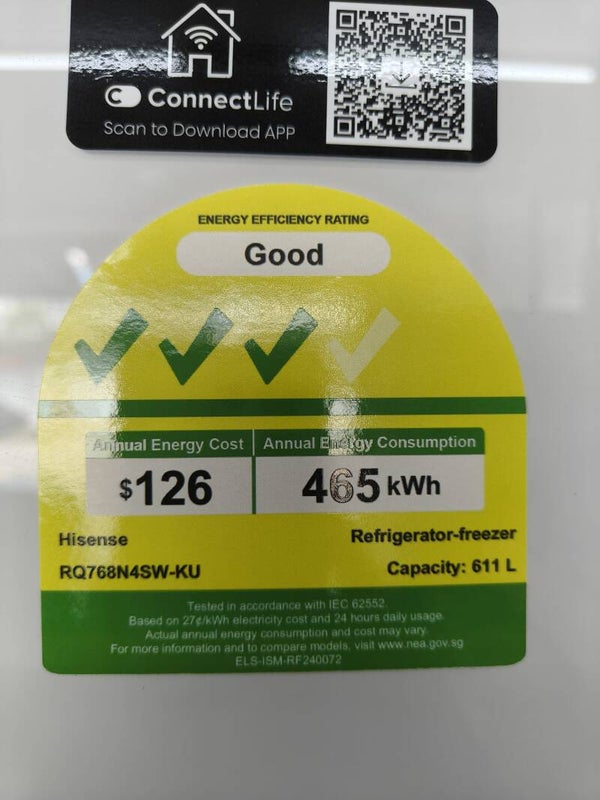 ConnectLife
Scan to Download APP
ENERGY EFFICIENCY RATING
Good
Annual Energy Cost
Annual Energy Consumption
$126
465 kWh
Hisense
Refrigerator-freezer
RQ768N4SW-KU
Capacity: 611 L
Tested in accordance with IEC 62552.
Based on 27¢/kWh electricity cost and 24 hours daily usage.
Actual annual energy consumption and cost may vary.
For more information and to compare models, visit www.nea.gov.sg
ELS-ISM-RF240072